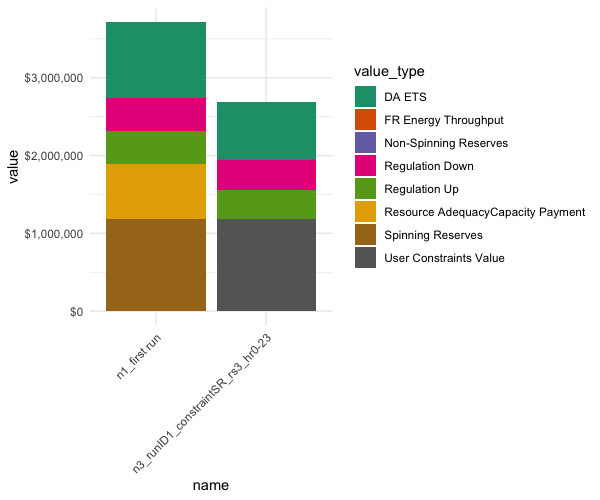 value
$3,000,000
$2,000,000
$1,000,000
$0
n1_first run
n3_runID1_constraintSR_rs3_hr0-23
name
value_type
DA ETS
FR Energy Throughput
Non-Spinning Reserves
Regulation Down
Regulation Up
Resource AdequacyCapacity Payment
Spinning Reserves
User Constraints Value